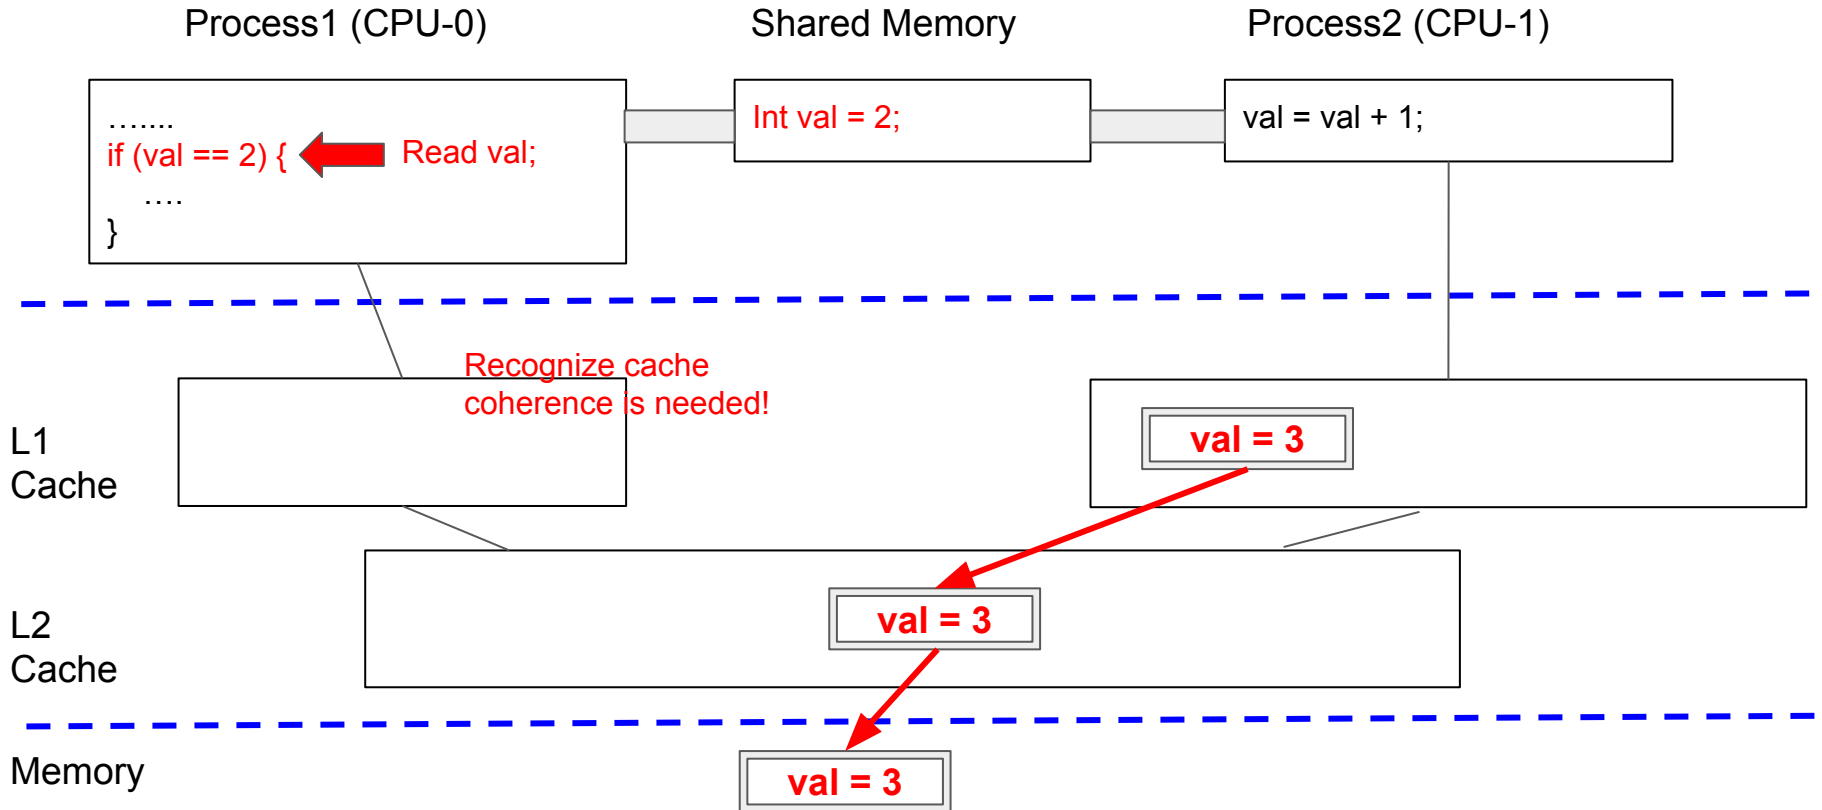 Process1 (CPU-0)
Shared Memory
Process2 (CPU-1)
…....
if (val == 2) {
Read val;
….
}
Int val = 2;
val = val + 1;
Recognize cache
coherence is needed!
L1
Cache
val = 3
L2
Cache
val = 3
Memory
val = 3